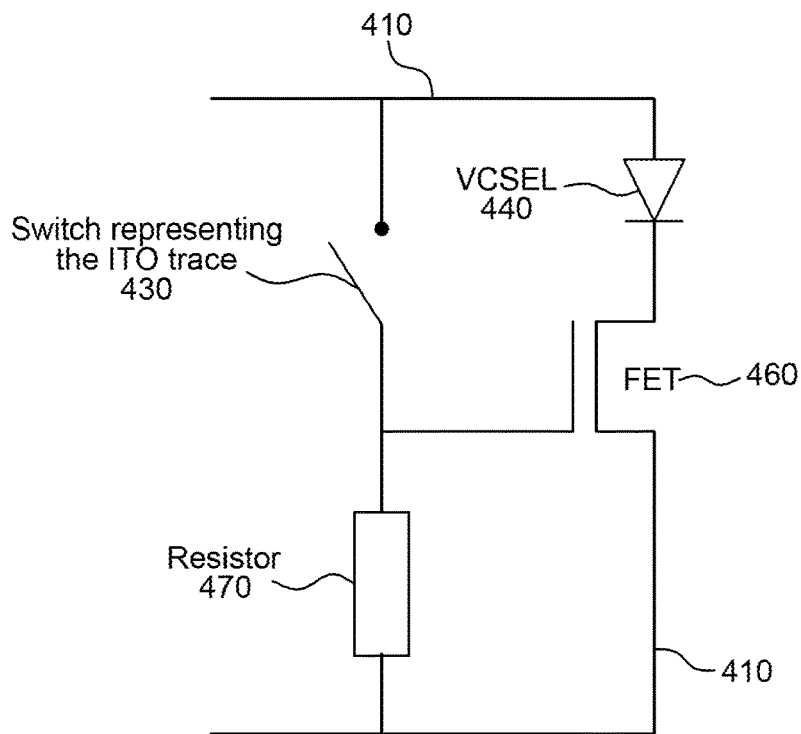 410
VCSEL
440
Switch representing
the ITO trace
430
FET
460
Resistor
470
410